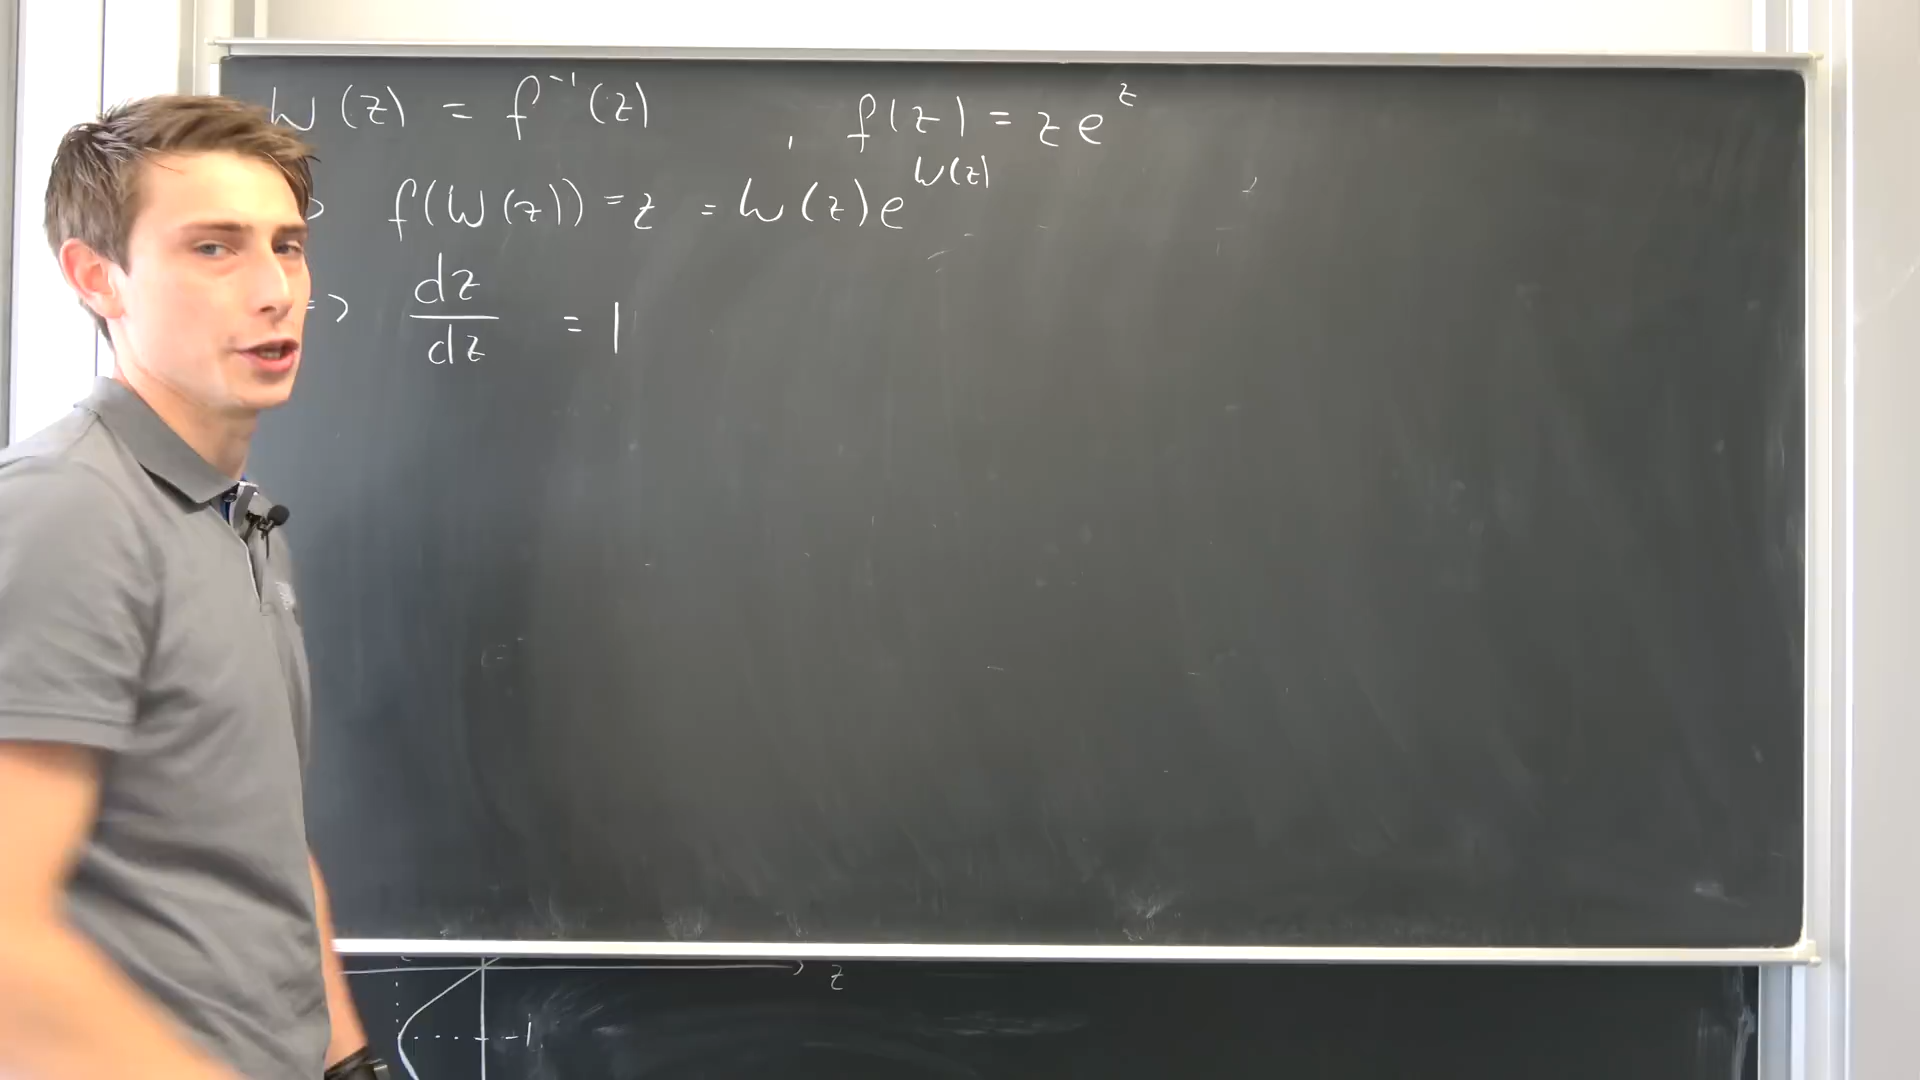 W(z) = f⁻¹(z) , f(z) = z e^z
f(W(z)) = z = W(z) e^W(z)
=> dz/dz = 1
z
-1